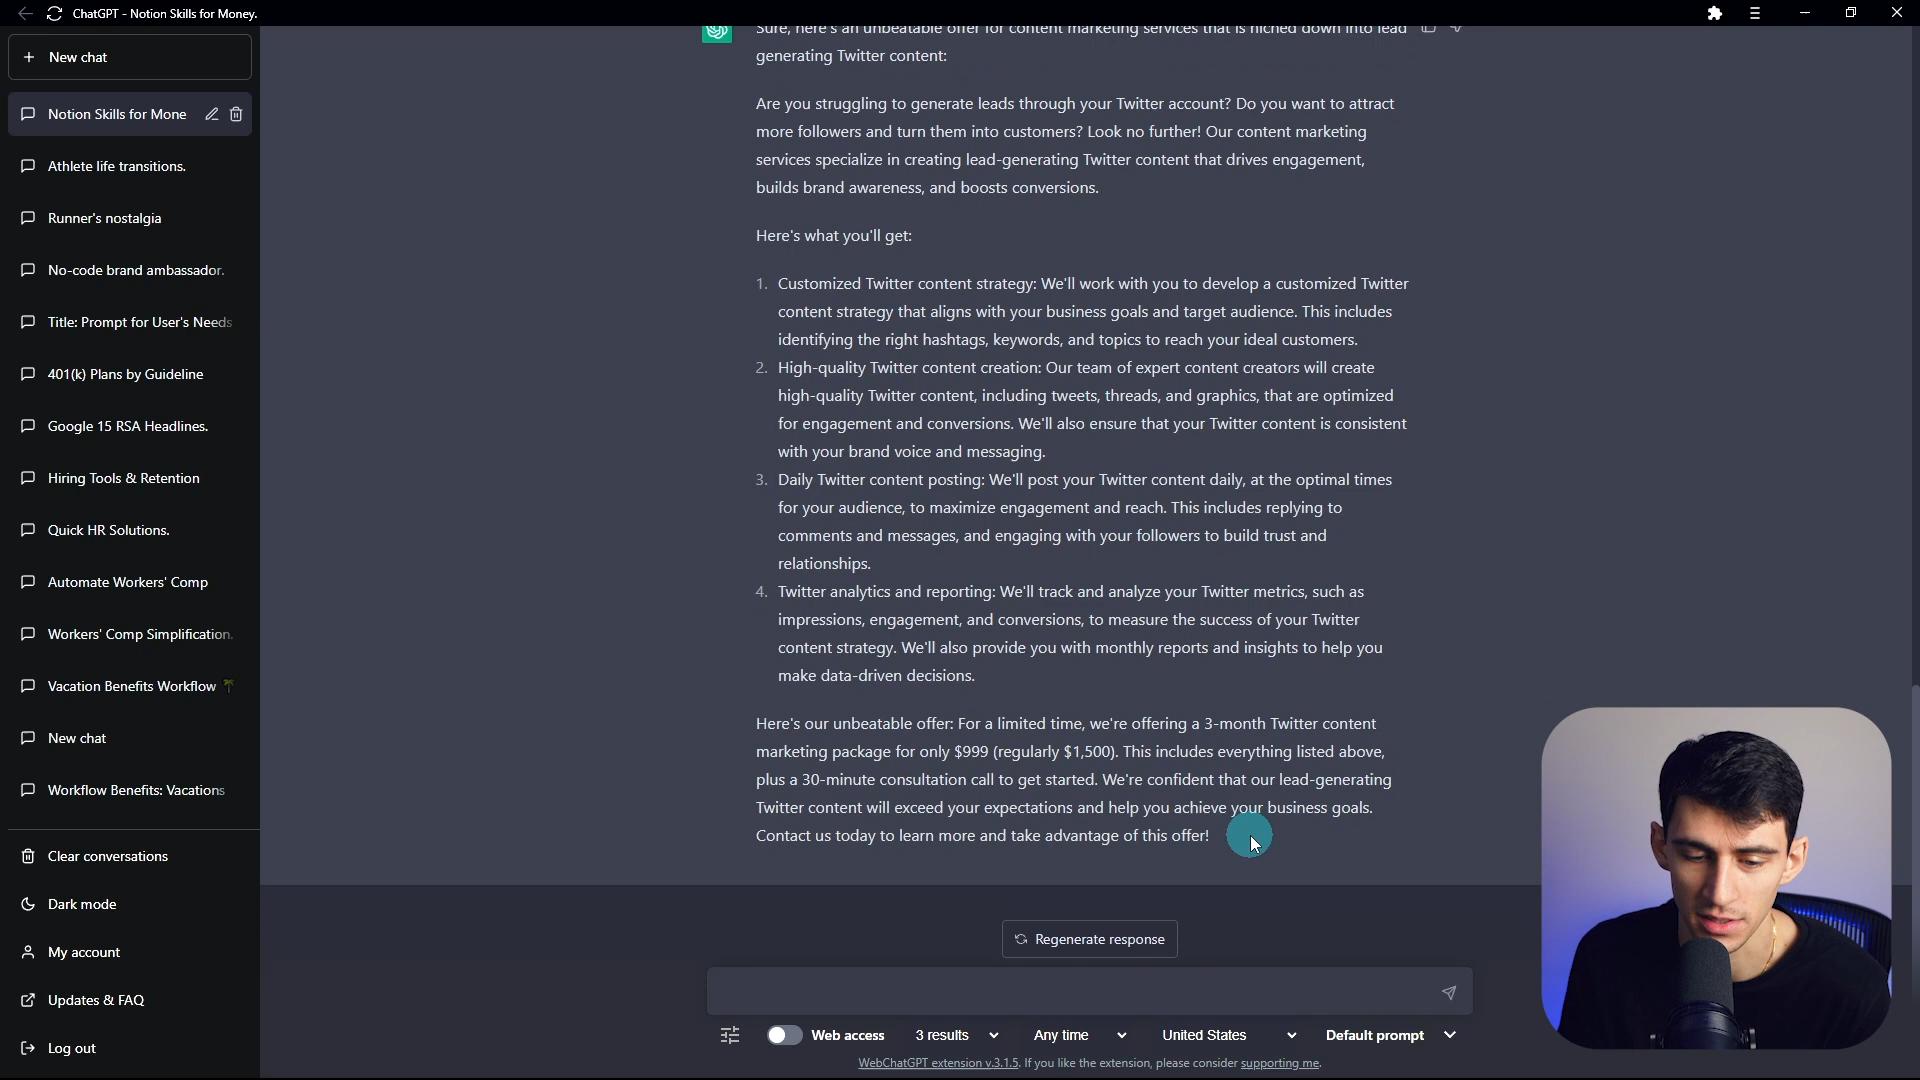 ChatGPT - Notion Skills for Money.
New chat
Notion Skills for Mone
Athlete life transitions.
Runner's nostalgia
No-code brand ambassador.
Title: Prompt for User's Needs
401(k) Plans by Guideline
Google 15 RSA Headlines.
Hiring Tools & Retention
Quick HR Solutions.
Automate Workers' Comp
Workers' Comp Simplification.
Vacation Benefits Workflow 🌴
New chat
Workflow Benefits: Vacations
Clear conversations
Dark mode
My account
Updates & FAQ
Log out
Sure, here's an unbeatable offer for content marketing services that is niched down into lead
generating Twitter content:
Are you struggling to generate leads through your Twitter account? Do you want to attract
more followers and turn them into customers? Look no further! Our content marketing
services specialize in creating lead-generating Twitter content that drives engagement,
builds brand awareness, and boosts conversions.
Here's what you'll get:
1. Customized Twitter content strategy: We'll work with you to develop a customized Twitter
content strategy that aligns with your business goals and target audience. This includes
identifying the right hashtags, keywords, and topics to reach your ideal customers.
2. High-quality Twitter content creation: Our team of expert content creators will create
high-quality Twitter content, including tweets, threads, and graphics, that are optimized
for engagement and conversions. We'll also ensure that your Twitter content is consistent
with your brand voice and messaging.
3. Daily Twitter content posting: We'll post your Twitter content daily, at the optimal times
for your audience, to maximize engagement and reach. This includes replying to
comments and messages, and engaging with your followers to build trust and
relationships.
4. Twitter analytics and reporting: We'll track and analyze your Twitter metrics, such as
impressions, engagement, and conversions, to measure the success of your Twitter
content strategy. We'll also provide you with monthly reports and insights to help you
make data-driven decisions.
Here's our unbeatable offer: For a limited time, we're offering a 3-month Twitter content
marketing package for only $999 (regularly $1,500). This includes everything listed above,
plus a 30-minute consultation call to get started. We're confident that our lead-generating
Twitter content will exceed your expectations and help you achieve your business goals.
Contact us today to learn more and take advantage of this offer!
Regenerate response
Web access 3 results Any time United States Default prompt
WebChatGPT extension v.3.1.5. If you like the extension, please consider supporting me.